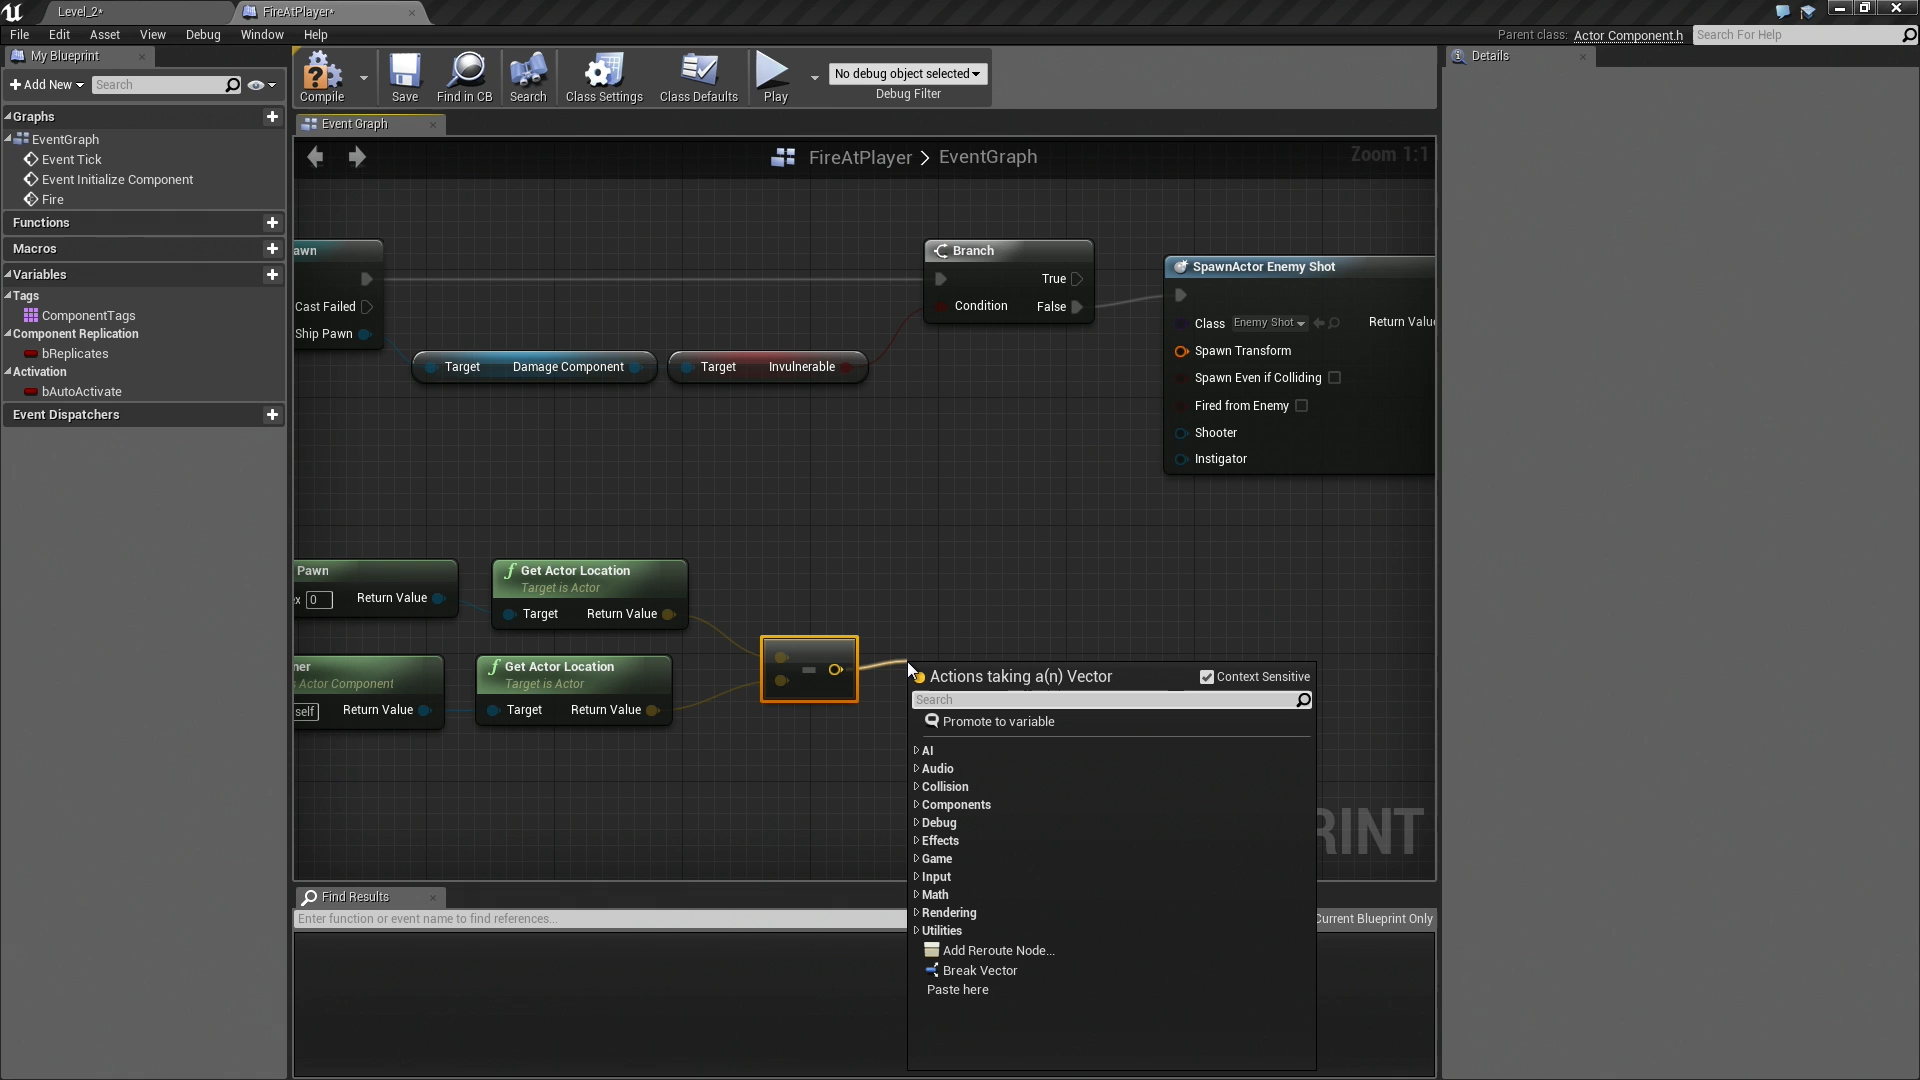 Level_2*
FireAtPlayer*
File Edit Asset View Debug Window Help
Parent class: Actor Component.h
Search For Help
My Blueprint
Add New
Search
Compile
Save
Find in CB
Search
Class Settings
Class Defaults
Play
No debug object selected
Debug Filter
Details
Graphs
EventGraph
Event Tick
Event Initialize Component
Fire
Functions
Macros
Variables
Tags
ComponentTags
Component Replication
bReplicates
Activation
bAutoActivate
Event Dispatchers
Event Graph
FireAtPlayer > EventGraph
Zoom 1:1
awn
Cast Failed
Ship Pawn
Target Damage Component
Target Invulnerable
Branch
True
Condition False
SpawnActor Enemy Shot
Class Enemy Shot Return Value
Spawn Transform
Spawn Even if Colliding
Fired from Enemy
Shooter
Instigator
Pawn
x 0 Return Value
Get Actor Location
Target is Actor
Target Return Value
ner
s Actor Component
self Return Value
Get Actor Location
Target is Actor
Target Return Value
Actions taking a(n) Vector
Context Sensitive
Search
Promote to variable
AI
Audio
Collision
Components
Debug
Effects
Game
Input
Math
Rendering
Utilities
Add Reroute Node...
Break Vector
Paste here
RINT
Find Results
Enter function or event name to find references...
Current Blueprint Only